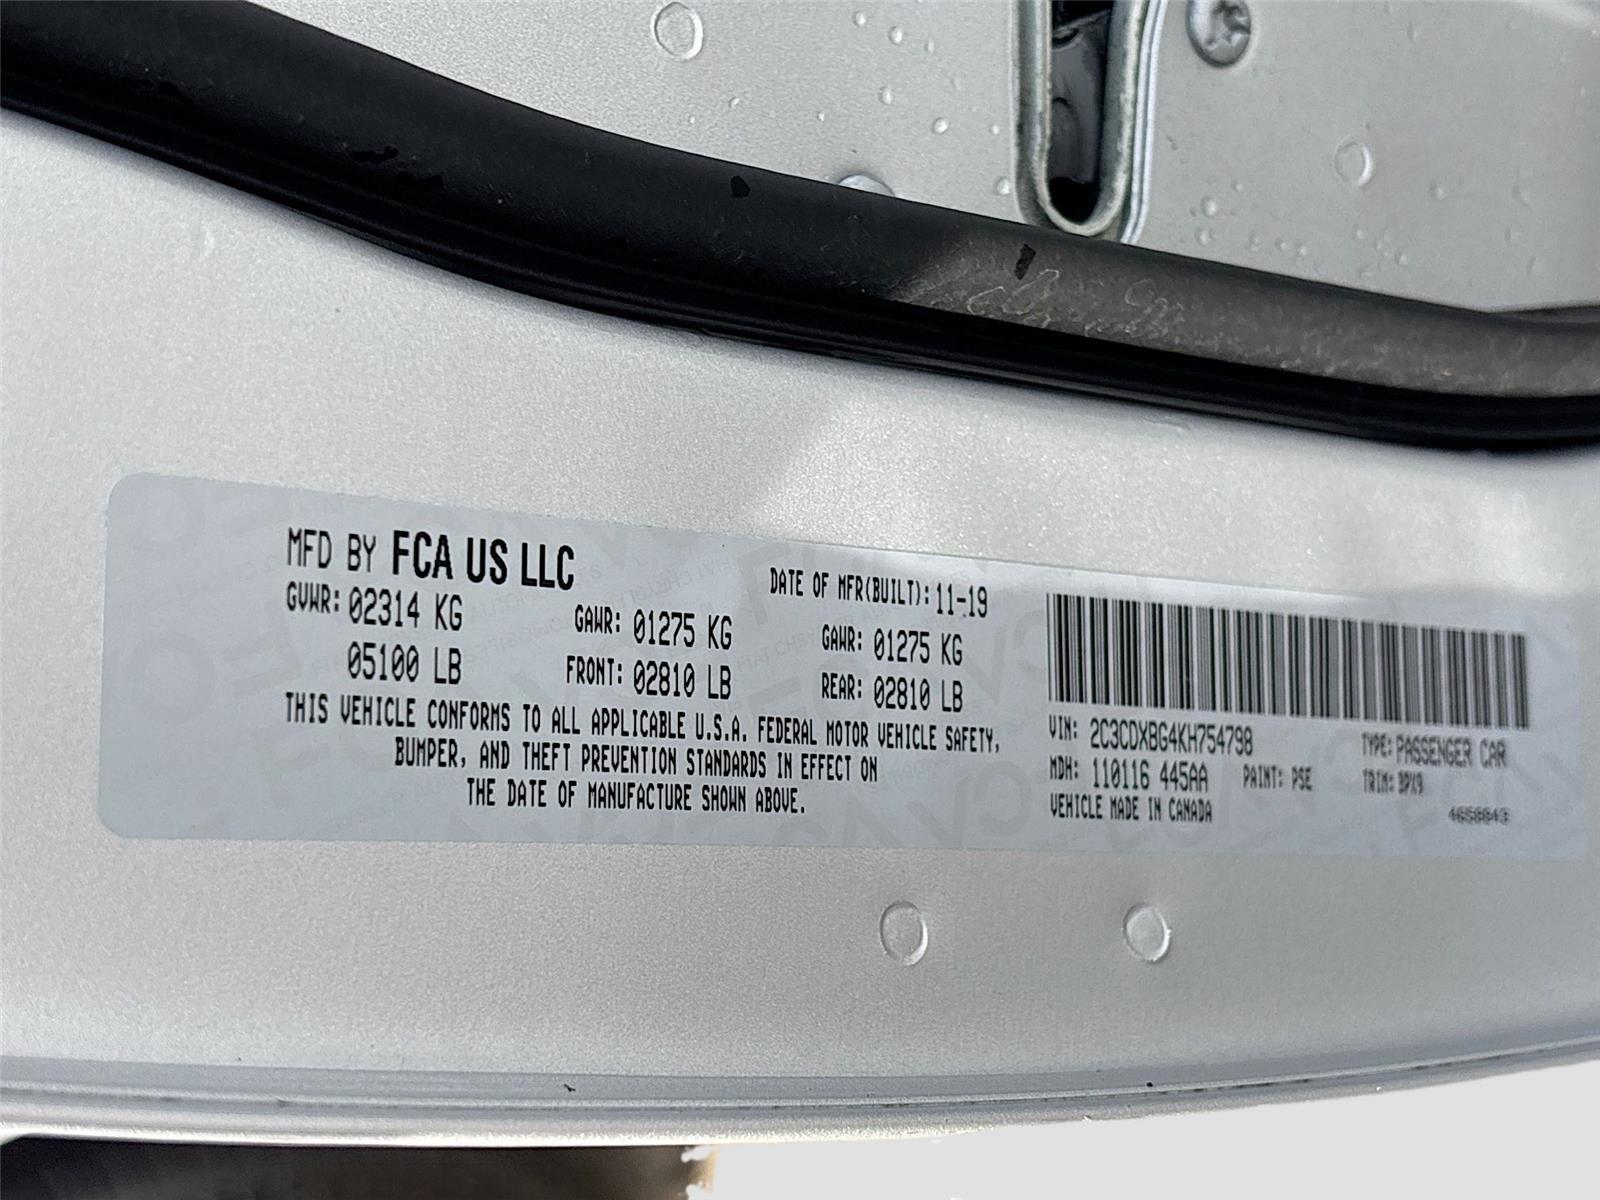 MFD BY FCA US LLC
DATE OF MFR(BUILT): 11-19
GVWR: 02314 KG
GAWR: 01275 KG
GAWR: 01275 KG
05100 LB
FRONT: 02810 LB
REAR: 02810 LB
THIS VEHICLE CONFORMS TO ALL APPLICABLE U.S.A. FEDERAL MOTOR VEHICLE SAFETY,
BUMPER, AND THEFT PREVENTION STANDARDS IN EFFECT ON
THE DATE OF MANUFACTURE SHOWN ABOVE.
VIN: 2C3CDXBG4KH754798
TYPE: PASSENGER CAR
MDH: 110116 445AA
PAINT: PSE
TRIM: BPX9
VEHICLE MADE IN CANADA
4658843